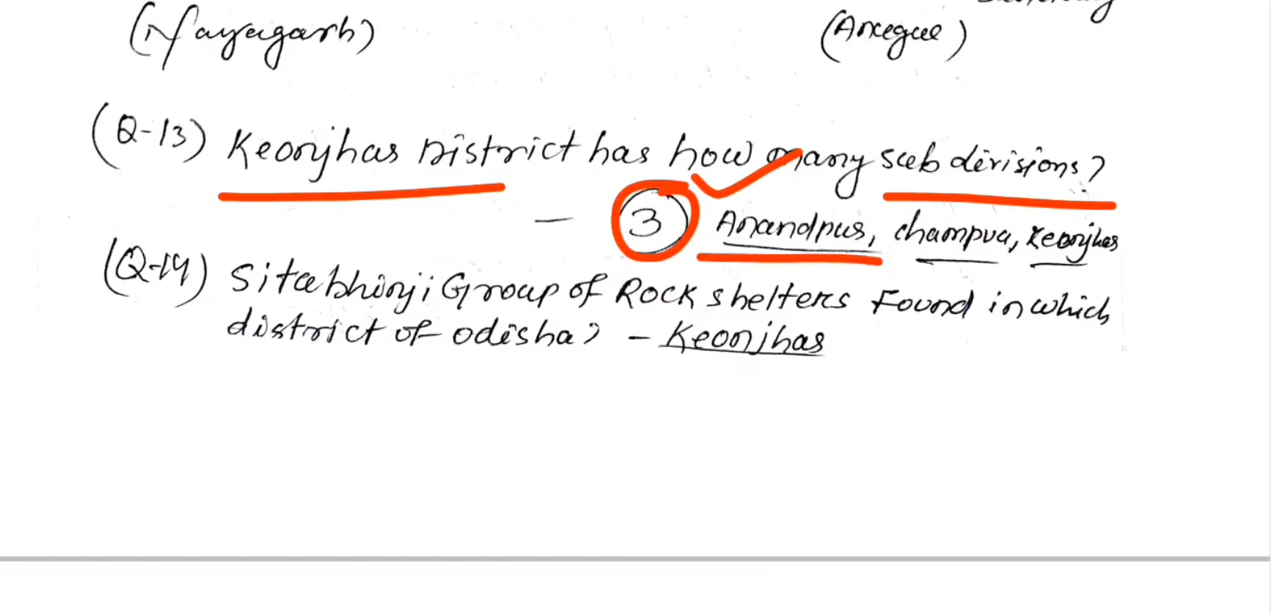 (Nayagarh) (Anegul)
(Q-13) Keonjhar District has how many sub divisions?
— 3 Anandpur, champua, Keonjhar
(Q-14) Sitabhinji Group of Rock shelters Found in which
district of odisha? - Keonjhar